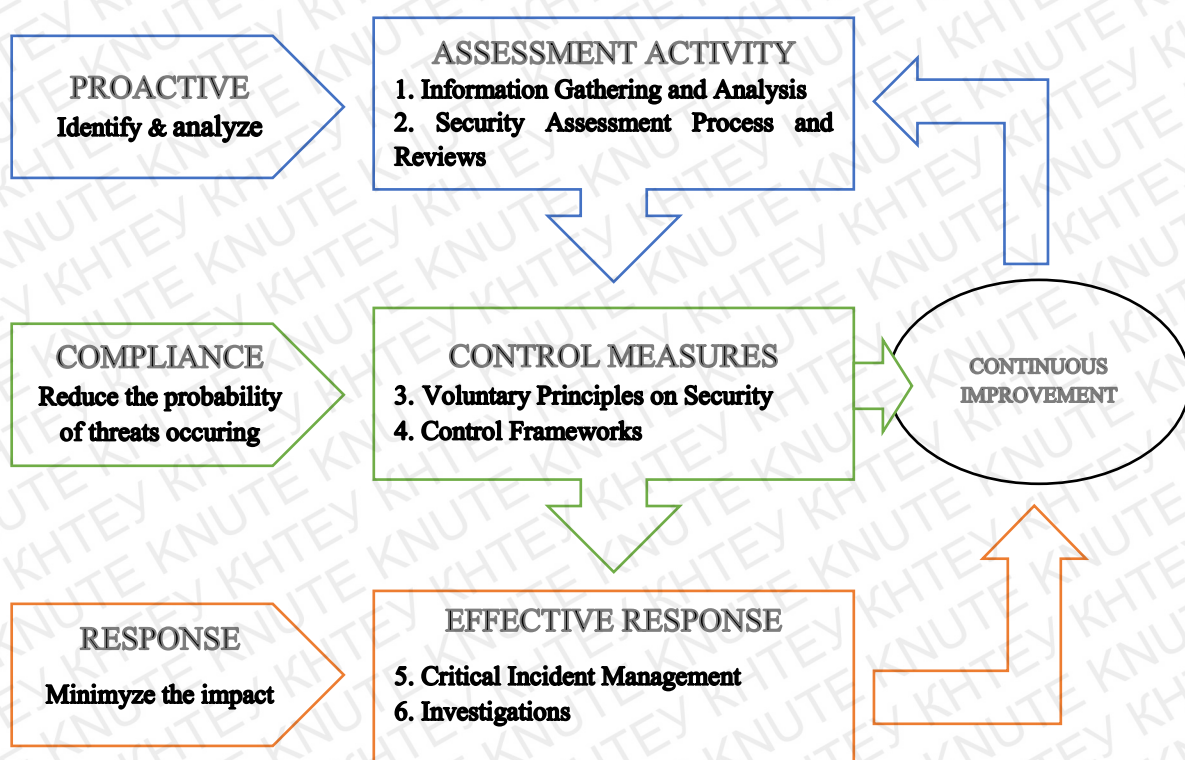 PROACTIVE
Identify & analyze
ASSESSMENT ACTIVITY
1. Information Gathering and Analysis
2. Security Assessment Process and
Reviews
COMPLIANCE
Reduce the probability
of threats occuring
CONTROL MEASURES
3. Voluntary Principles on Security
4. Control Frameworks
CONTINUOUS
IMPROVEMENT
RESPONSE
Minimyze the impact
EFFECTIVE RESPONSE
5. Critical Incident Management
6. Investigations